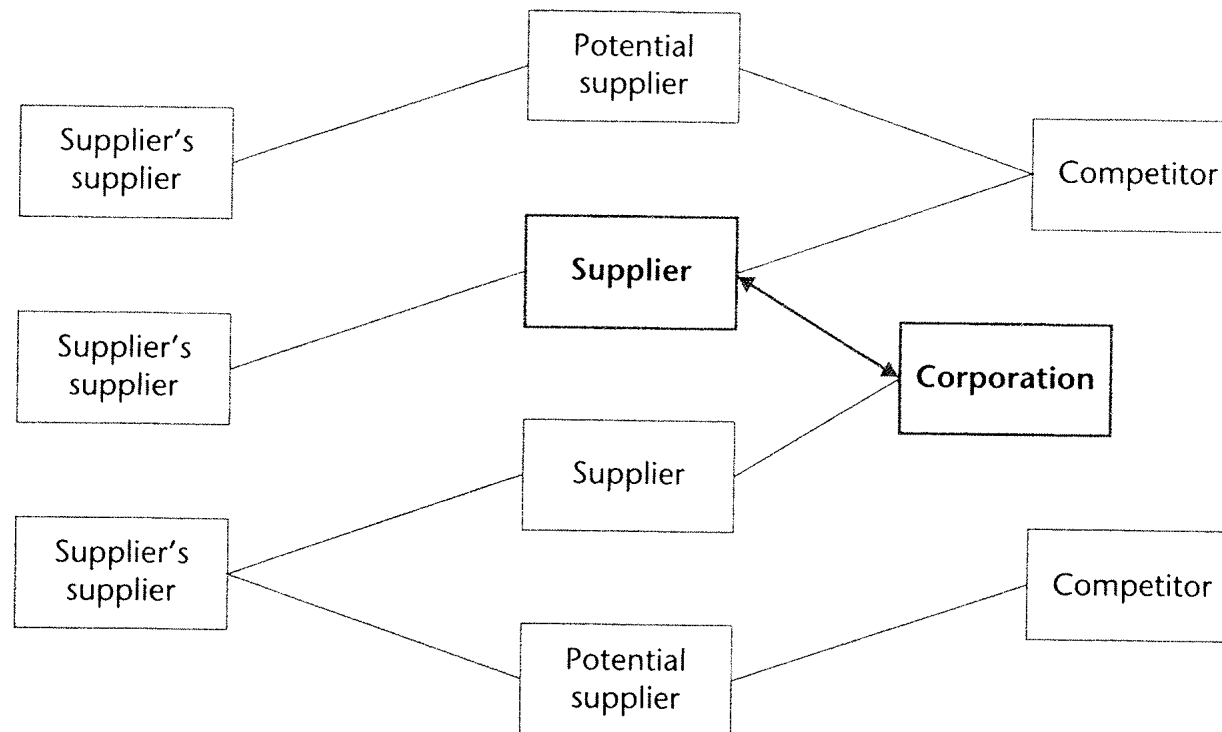 Potential
supplier
Supplier's
supplier
Competitor
Supplier
Supplier's
supplier
Corporation
Supplier
Supplier's
supplier
Competitor
Potential
supplier